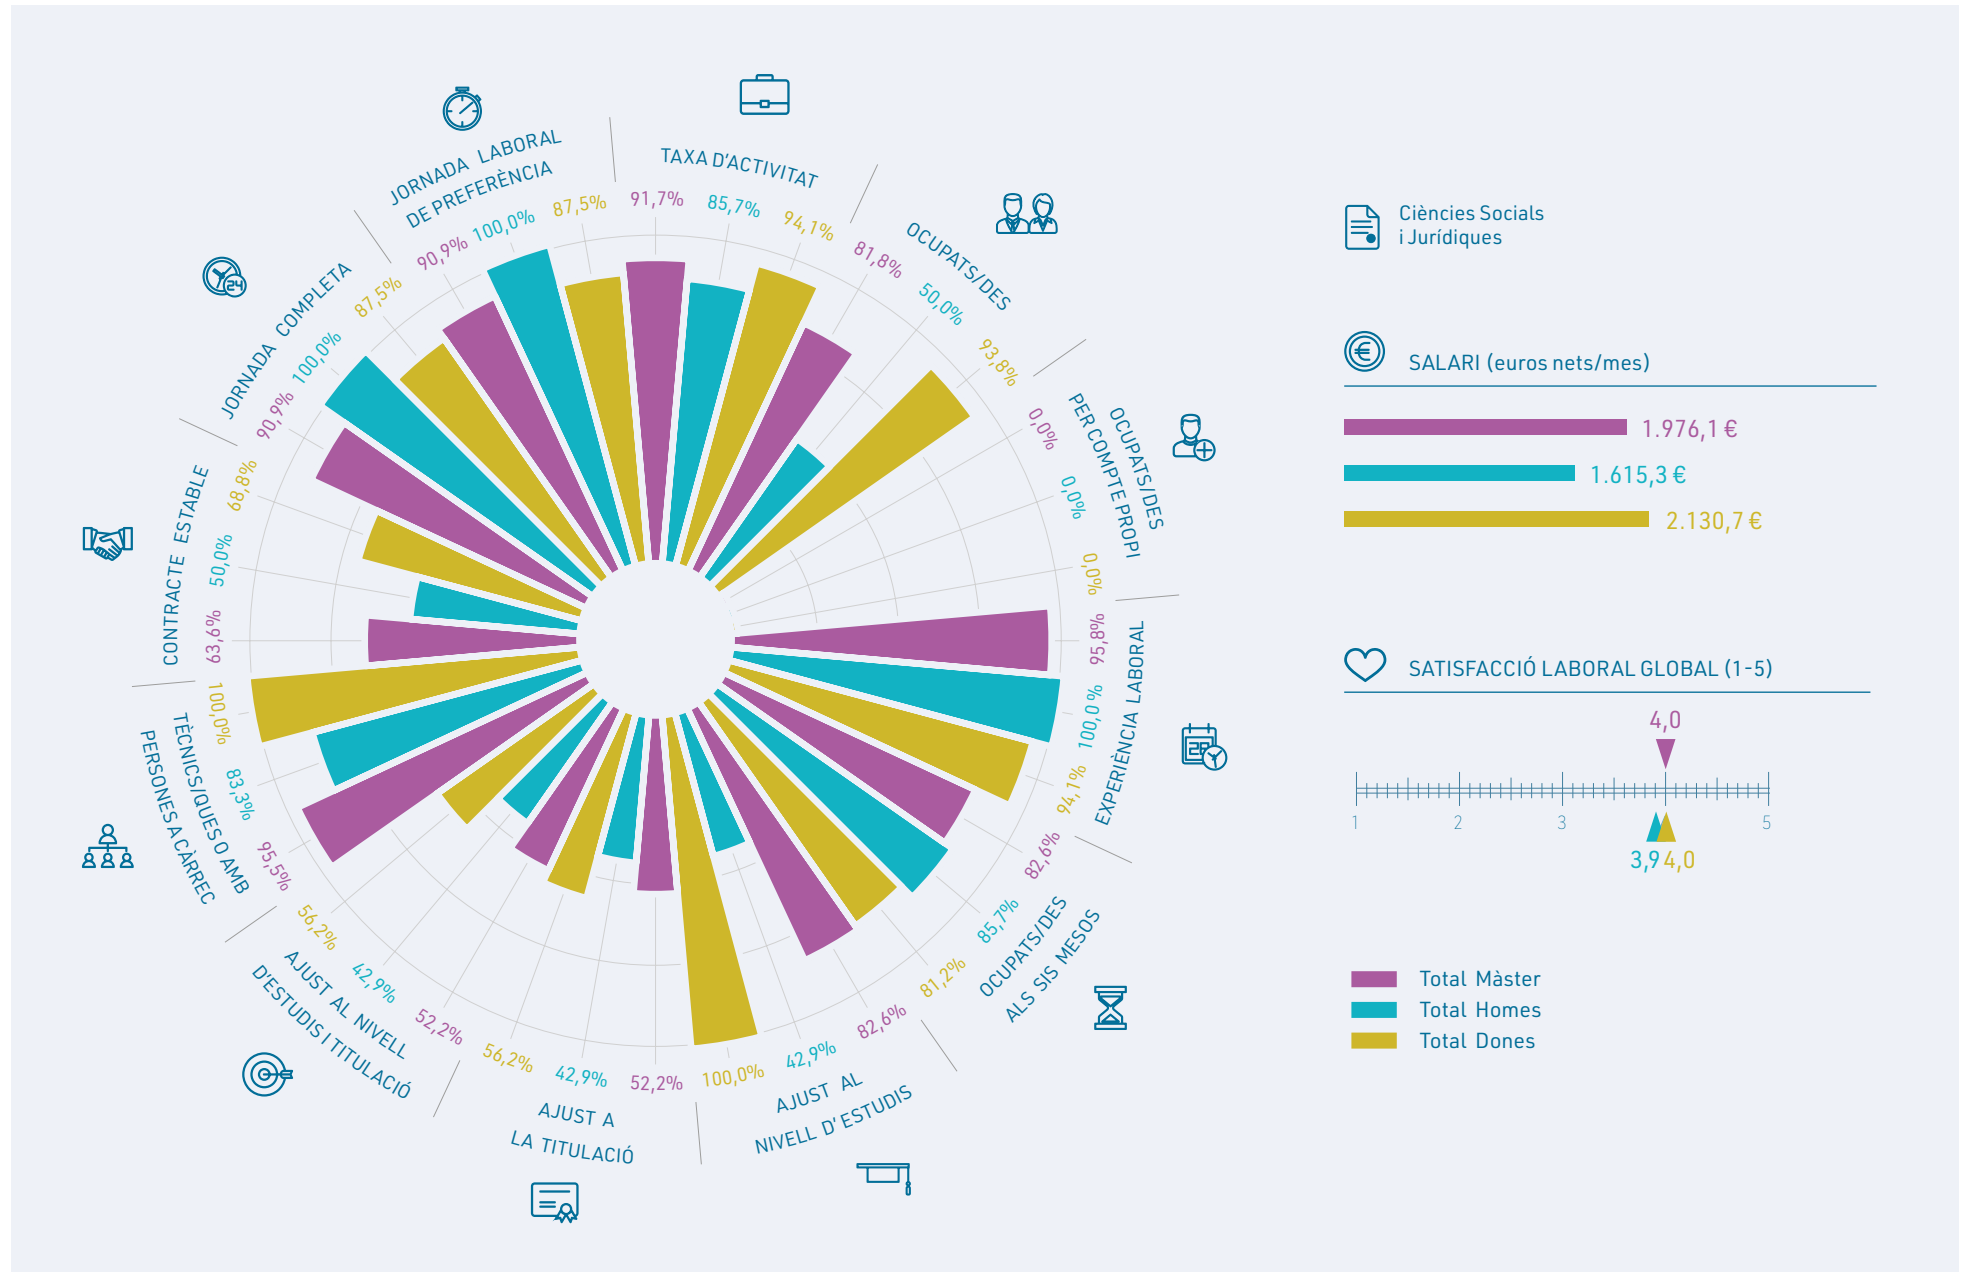 TAXA D'ACTIVITAT
91,7%
85,7%
94,1%
OCUPATS/DES
81,8%
50,0%
93,8%
OCUPATS/DES
PER COMPTE PROPI
0,0%
0,0%
0,0%
EXPERIÈNCIA LABORAL
95,8%
100,0%
94,1%
OCUPATS/DES
ALS SIS MESOS
82,6%
85,7%
81,2%
AJUST AL
NIVELL D'ESTUDIS
82,6%
42,9%
100,0%
AJUST A
LA TITULACIÓ
52,2%
42,9%
56,2%
AJUST AL NIVELL
D'ESTUDIS I TITULACIÓ
52,2%
42,9%
56,2%
TÈCNICS/QUES O AMB
PERSONES A CÀRREC
95,5%
83,3%
100,0%
CONTRACTE ESTABLE
63,6%
50,0%
68,8%
JORNADA COMPLETA
90,9%
100,0%
87,5%
24
JORNADA LABORAL
DE PREFERÈNCIA
90,9%
100,0%
87,5%
Ciències Socials
i Jurídiques
SALARI (euros nets/mes)
1.976,1 €
1.615,3 €
2.130,7 €
SATISFACCIÓ LABORAL GLOBAL (1-5)
4,0
1 2 3 5
3,9 4,0
Total Màster
Total Homes
Total Dones